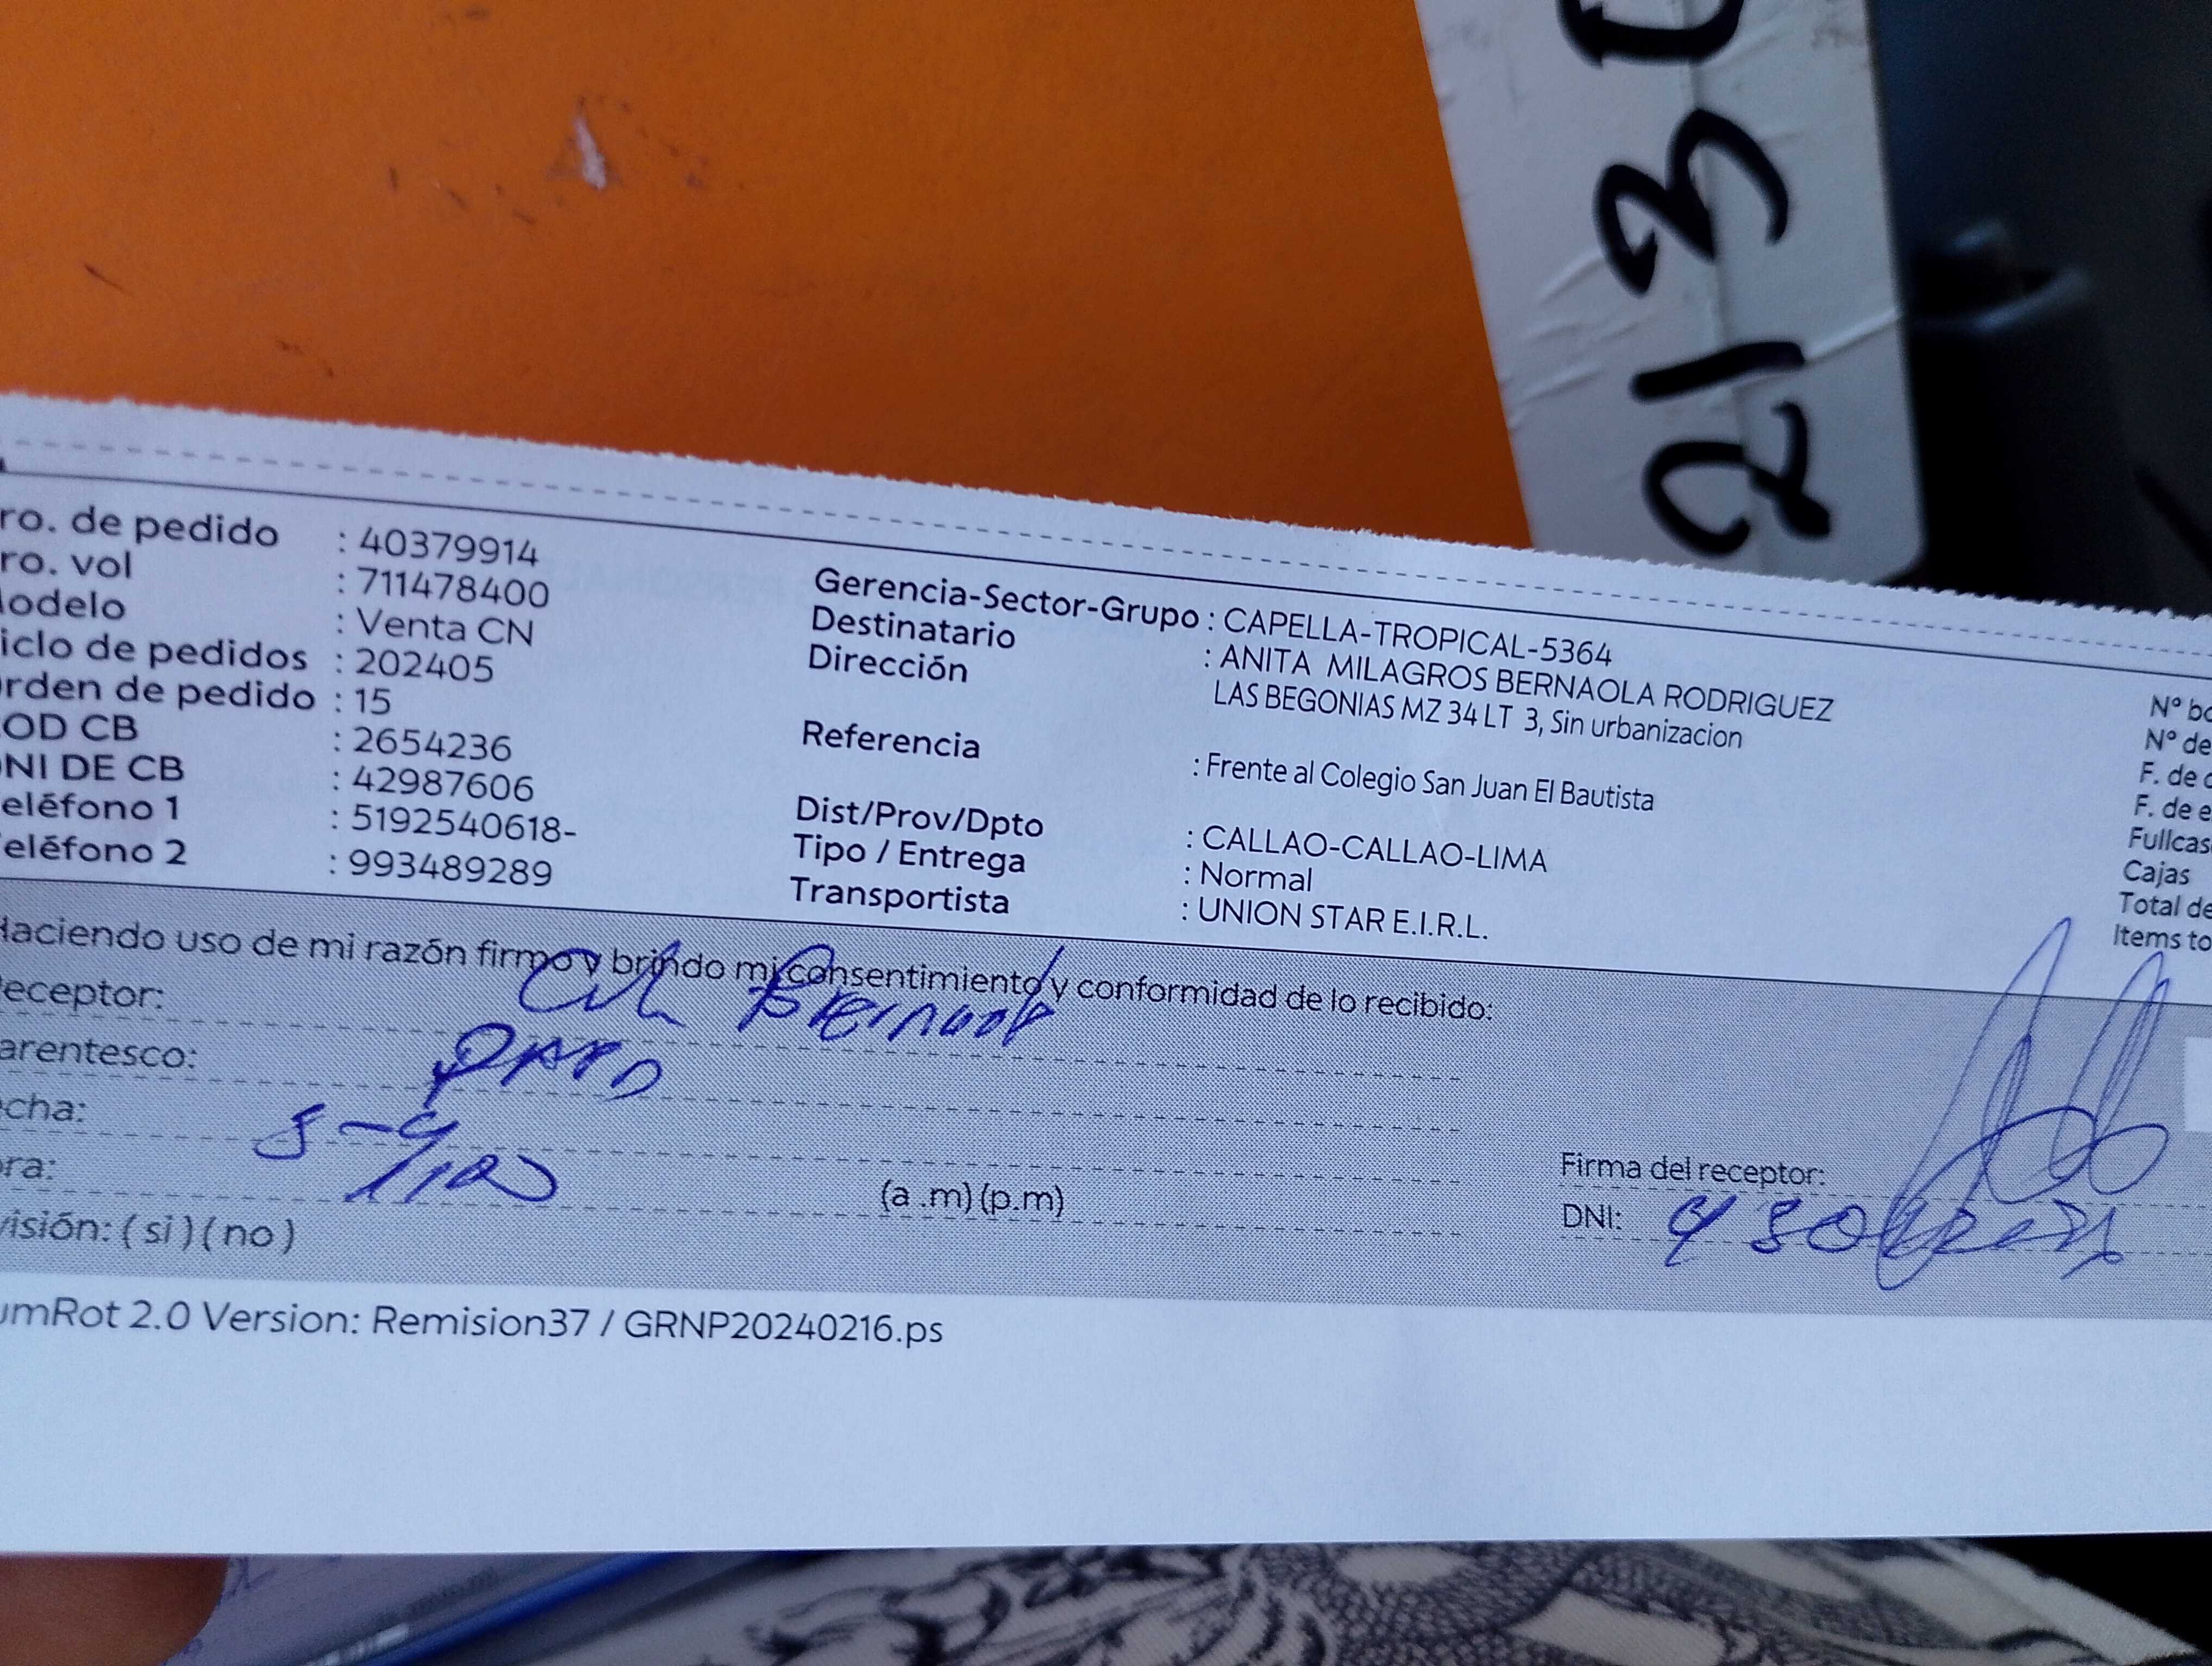 213
ro. de pedido : 40379914
ro. vol : 711478400
odelo : Venta CN
iclo de pedidos : 202405
rden de pedido : 15
OD CB : 2654236
NI DE CB : 42987606
eléfono 1 : 5192540618-
eléfono 2 : 993489289
Gerencia-Sector-Grupo : CAPELLA-TROPICAL-5364
Destinatario : ANITA MILAGROS BERNAOLA RODRIGUEZ
Dirección LAS BEGONIAS MZ 34 LT 3, Sin urbanizacion
Referencia : Frente al Colegio San Juan El Bautista
Dist/Prov/Dpto : CALLAO-CALLAO-LIMA
Tipo / Entrega : Normal
Transportista : UNION STAR E.I.R.L.
Nº bo
Nº de
F. de
F. de e
Fullcas
Cajas
Total de
Items to
Haciendo uso de mi razón firmo y brindo mi consentimiento y conformidad de lo recibido:
eceptor:
arentesco:
cha:
ra: (a .m) (p.m)
isión: ( si ) ( no )
Firma del receptor:
DNI:
umRot 2.0 Version: Remision37 / GRNP20240216.ps